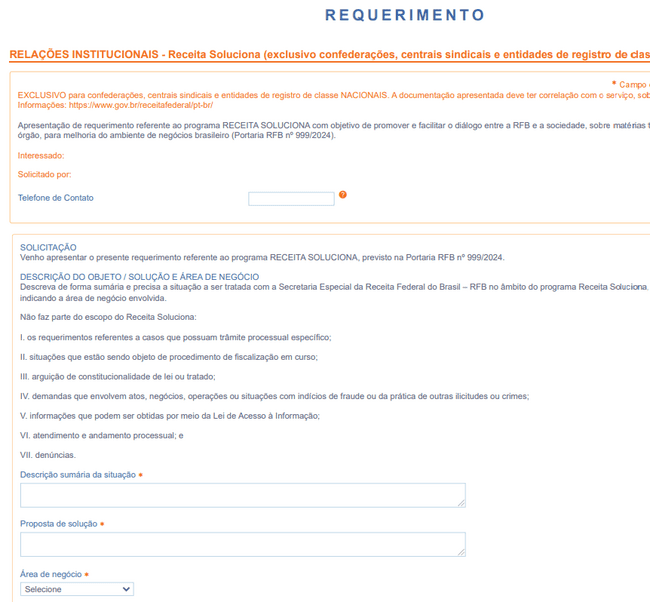 REQUERIMENTO
RELAÇÕES INSTITUCIONAIS - Receita Soluciona (exclusivo confederações, centrais sindicais e entidades de registro de clas
* Campo
EXCLUSIVO para confederações, centrais sindicais e entidades de registro de classe NACIONAIS. A documentação apresentada deve ter correlação com o serviço, sob
Informações: https://www.gov.br/receitafederal/pt-br/
Apresentação de requerimento referente ao programa RECEITA SOLUCIONA com objetivo de promover e facilitar o diálogo entre a RFB e a sociedade, sobre matérias
órgão, para melhoria do ambiente de negócios brasileiro (Portaria RFB nº 999/2024).
Interessado:
Solicitado por:
Telefone de Contato ?
SOLICITAÇÃO
Venho apresentar o presente requerimento referente ao programa RECEITA SOLUCIONA, previsto na Portaria RFB nº 999/2024.
DESCRIÇÃO DO OBJETO / SOLUÇÃO E ÁREA DE NEGÓCIO
Descreva de forma sumária e precisa a situação a ser tratada com a Secretaria Especial da Receita Federal do Brasil – RFB no âmbito do programa Receita Soluciona
indicando a área de negócio envolvida.
Não faz parte do escopo do Receita Soluciona:
I. os requerimentos referentes a casos que possuam trâmite processual específico;
II. situações que estão sendo objeto de procedimento de fiscalização em curso;
III. arguição de constitucionalidade de lei ou tratado;
IV. demandas que envolvem atos, negócios, operações ou situações com indícios de fraude ou da prática de outras ilicitudes ou crimes;
V. informações que podem ser obtidas por meio da Lei de Acesso à Informação;
VI. atendimento e andamento processual; e
VII. denúncias.
Descrição sumária da situação *
Proposta de solução *
Área de negócio *
Selecione